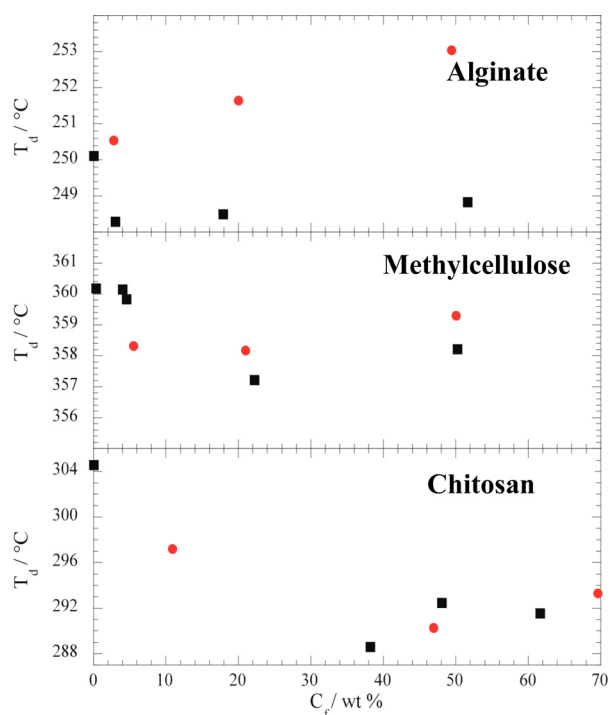 253
Alginate
252
251
250
249
248
T_d / °C
361
Methylcellulose
360
359
358
357
356
T_d / °C
304
Chitosan
300
296
292
288
T_d / °C
0 10 20 30 40 50 60 70
C_f / wt %